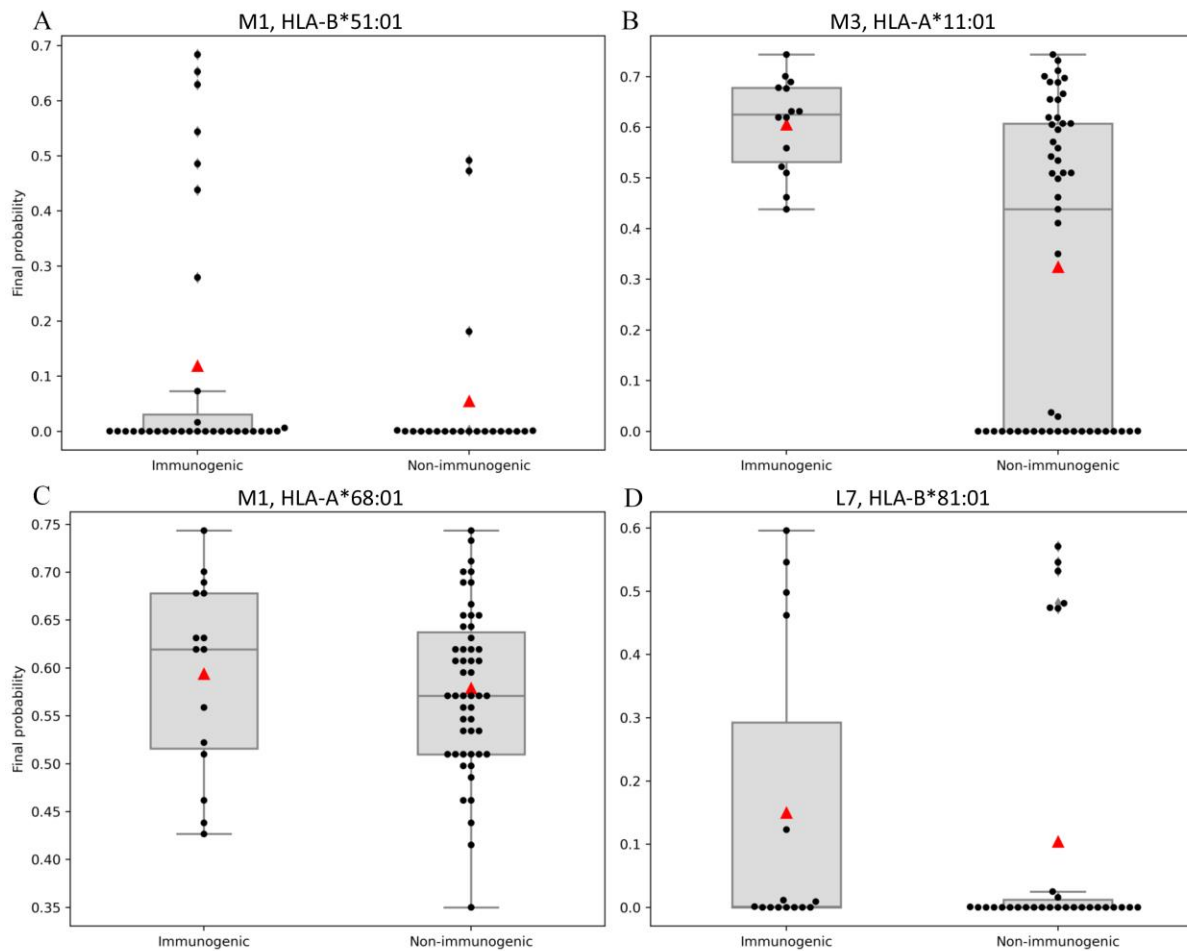 A
M1, HLA-B*51:01
Final probability
0.7
0.6
0.5
0.4
0.3
0.2
0.1
0.0
Immunogenic
Non-immunogenic
B
M3, HLA-A*11:01
0.7
0.6
0.5
0.4
0.3
0.2
0.1
0.0
Immunogenic
Non-immunogenic
C
M1, HLA-A*68:01
Final probability
0.75
0.70
0.65
0.60
0.55
0.50
0.45
0.40
0.35
Immunogenic
Non-immunogenic
D
L7, HLA-B*81:01
0.6
0.5
0.4
0.3
0.2
0.1
0.0
Immunogenic
Non-immunogenic